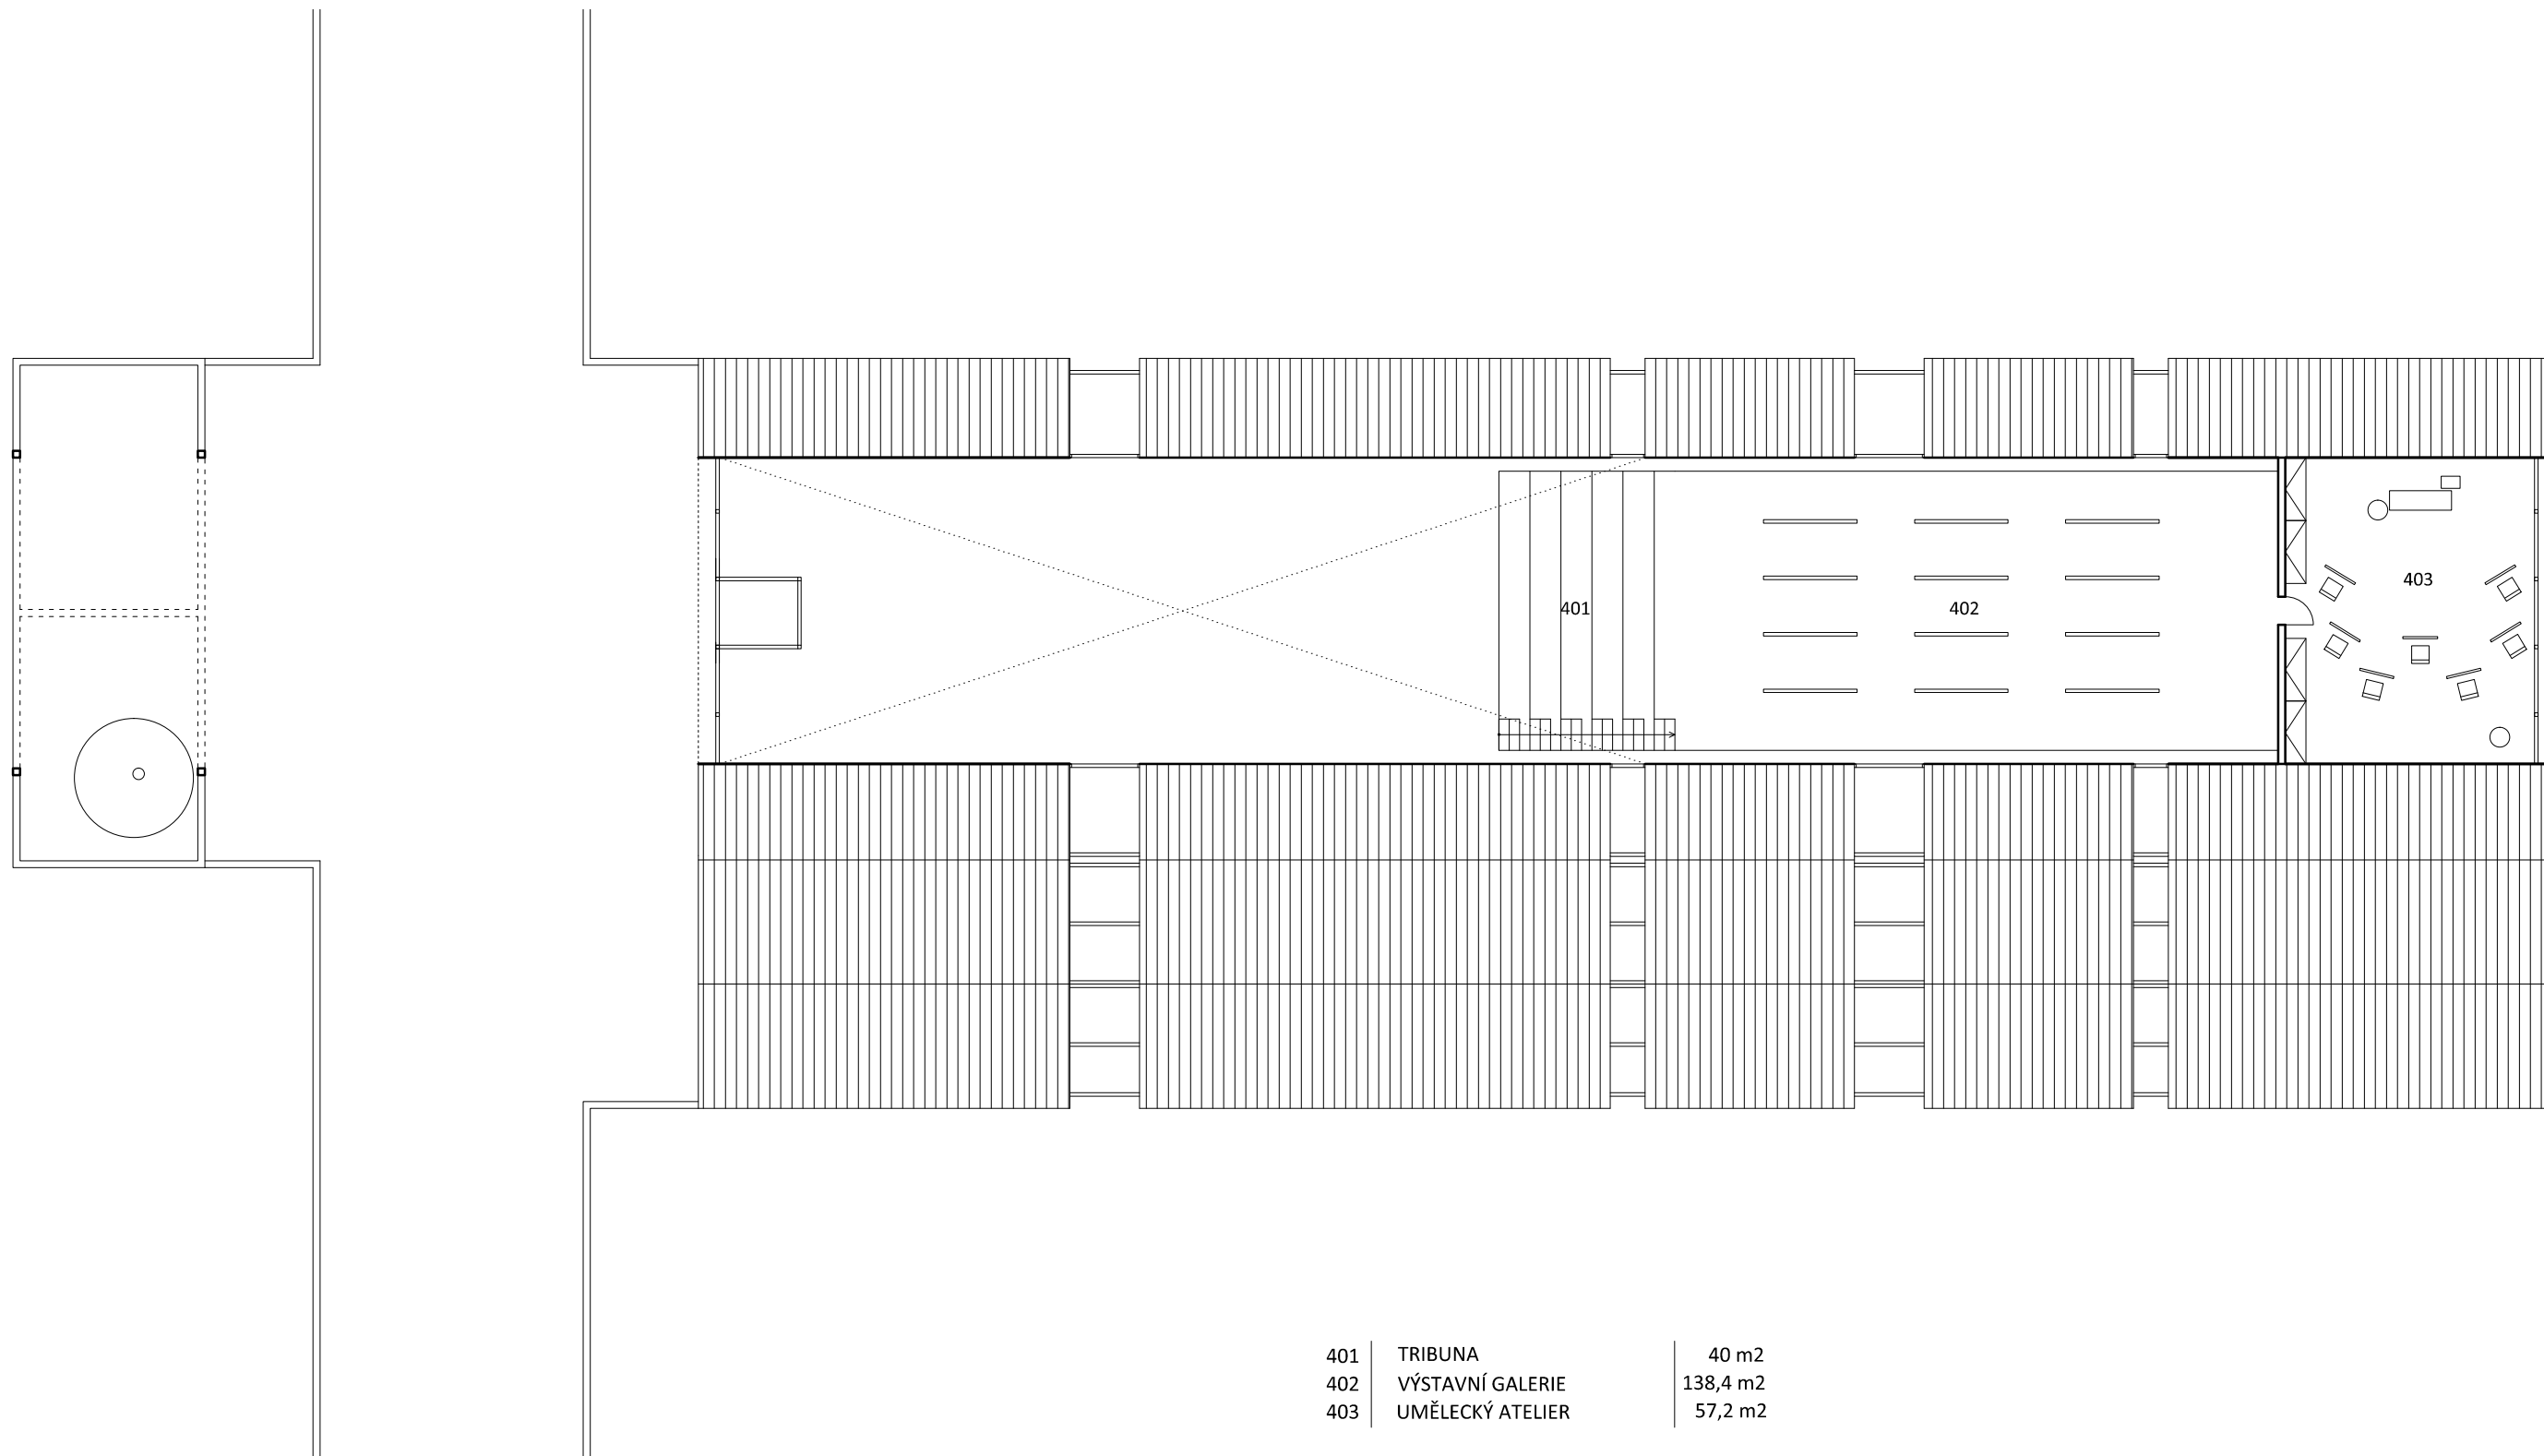 403
401
402
401 TRIBUNA 40 m2
402 VÝSTAVNÍ GALERIE 138,4 m2
403 UMĚLECKÝ ATELIER 57,2 m2